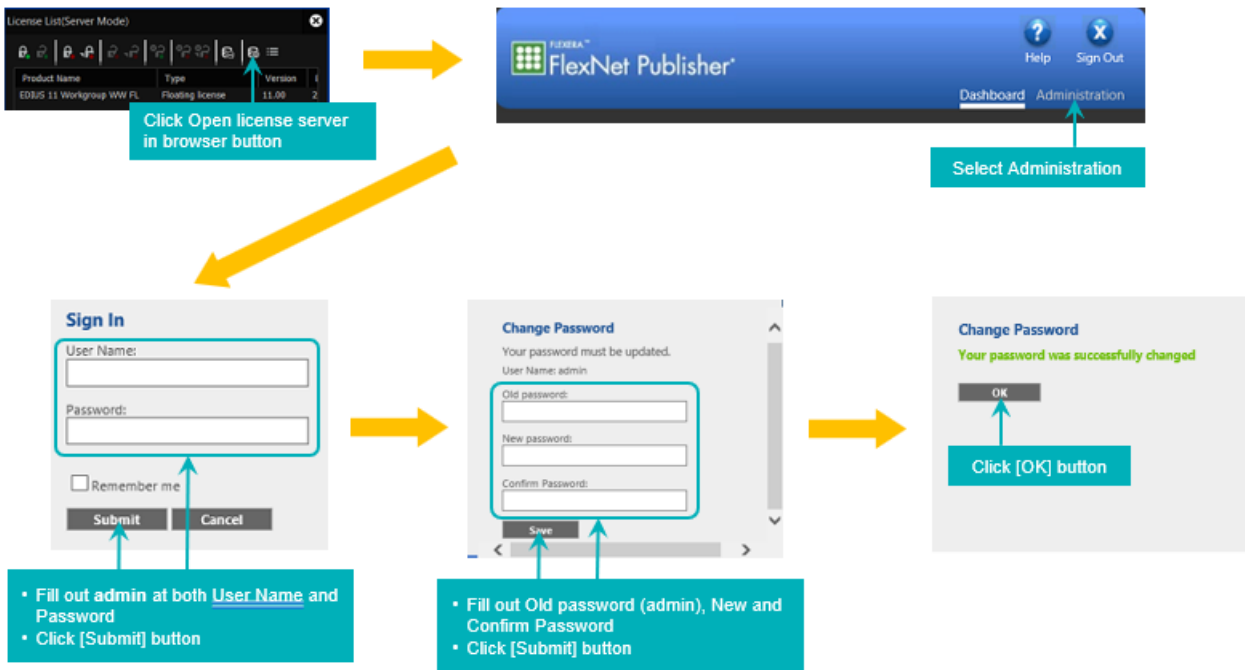 License List(Server Mode)
Product Name Type Version
EDIUS 11 Workgroup WW FL Floating license 11.00 2
Click Open license server
in browser button
FLEXERA™
FlexNet Publisher
Help Sign Out
Dashboard Administration
Select Administration
Sign In
User Name:
Password:
Remember me
Submit Cancel
• Fill out admin at both User Name and
Password
• Click [Submit] button
Change Password
Your password must be updated.
User Name: admin
Old password:
New password:
Confirm Password:
Save
• Fill out Old password (admin), New and
Confirm Password
• Click [Submit] button
Change Password
Your password was successfully changed
OK
Click [OK] button